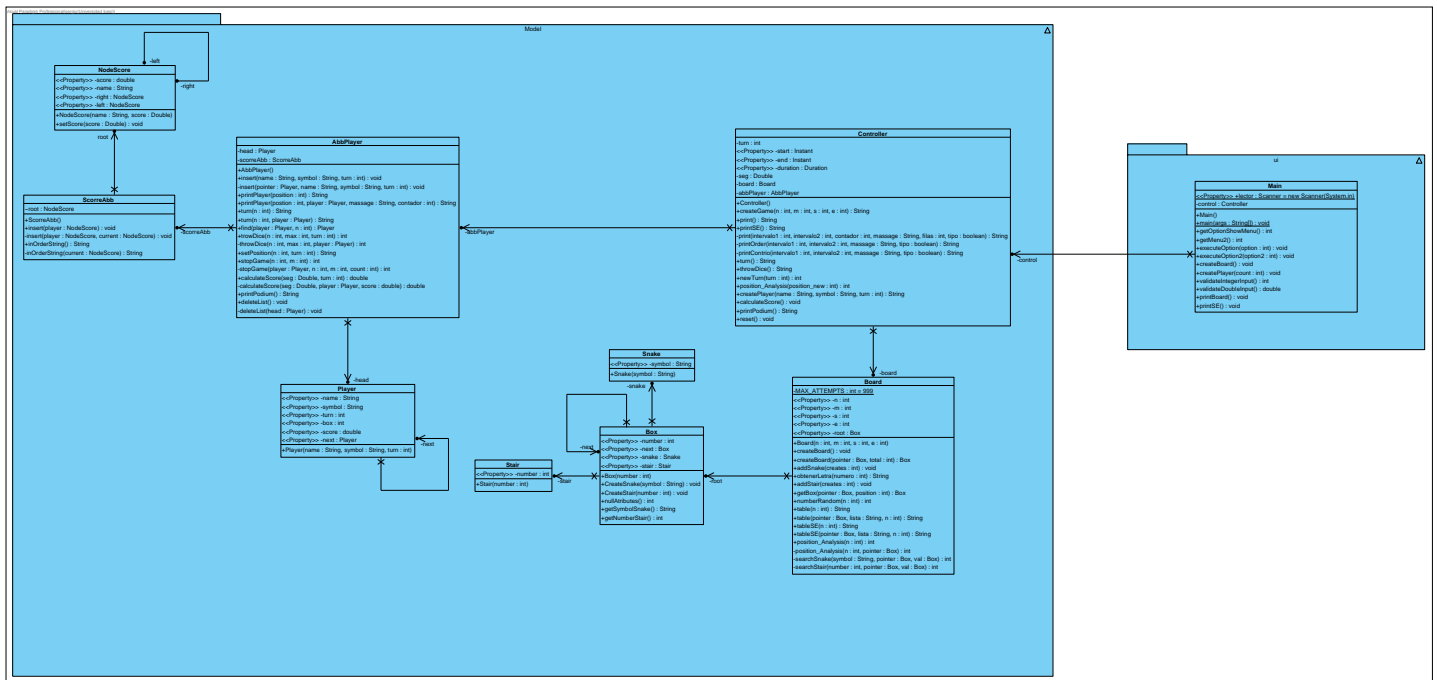 Model
-left
NodeScore
<<Property>> -score : double
<<Property>> -name : String
<<Property>> -right : NodeScore
<<Property>> -left : NodeScore
+NodeScore(name : String, score : Double)
+setScore(score : Double) : void
-right
root
ScorreAbb
-root : NodeScore
+ScorreAbb()
+insert(player : NodeScore) : void
-insert(player : NodeScore, current : NodeScore) : void
+inOrderString() : String
-inOrderString(current : NodeScore) : String
-scorreAbb
AbbPlayer
-head : Player
-scorreAbb : ScorreAbb
+AbbPlayer()
+insert(name : String, symbol : String, turn : int) : void
-insert(pointer : Player, name : String, symbol : String, turn : int) : void
+printPlayer(position : int) : String
+printPlayer(position : int, player : Player, massage : String, contador : int) : String
+turn(n : int) : String
+turn(n : int, player : Player) : String
+find(player : Player, n : int) : Player
+trowDice(n : int, max : int, turn : int) : int
-throwDice(n : int, max : int, player : Player) : int
+setPosition(n : int, turn : int) : String
+stopGame(n : int, m : int) : int
-stopGame(player : Player, n : int, m : int, count : int) : int
+calculateScore(seg : Double, turn : int) : double
-calculateScore(seg : Double, player : Player, score : double) : double
+printPodium() : String
+deleteList() : void
-deleteList(head : Player) : void
-abbPlayer
-head
Player
<<Property>> -name : String
<<Property>> -symbol : String
<<Property>> -turn : int
<<Property>> -box : int
<<Property>> -score : double
<<Property>> -next : Player
+Player(name : String, symbol : String, turn : int)
-next
Controller
-turn : int
<<Property>> -start : Instant
<<Property>> -end : Instant
<<Property>> -duration : Duration
-seg : Double
-board : Board
-abbPlayer : AbbPlayer
+Controller()
+createGame(n : int, m : int, s : int, e : int) : String
+print() : String
+printSE() : String
-print(intervalo1 : int, intervalo2 : int, contador : int, massage : String, filas : int, tipo : boolean) : String
-printOrder(intervalo1 : int, intervalo2 : int, massage : String, tipo : boolean) : String
-printContrio(intervalo1 : int, intervalo2 : int, massage : String, tipo : boolean) : String
+turn() : String
+throwDice() : String
+newTurn(turn : int) : int
+position_Analysis(position_new : int) : int
+createPlayer(name : String, symbol : String, turn : int) : String
+calculateScore() : void
+printPodium() : String
+reset() : void
-control
-board
Snake
<<Property>> -symbol : String
+Snake(symbol : String)
-snake
Box
<<Property>> -number : int
<<Property>> -next : Box
<<Property>> -snake : Snake
<<Property>> -stair : Stair
+Box(number : int)
+CreateSnake(symbol : String) : void
+CreateStair(number : int) : void
+nullAtributes() : int
+getSymbolSnake() : String
+getNumberStair() : int
-next
Stair
<<Property>> -number : int
+Stair(number : int)
-stair
-root
Board
-MAX_ATTEMPTS : int = 999
<<Property>> -n : int
<<Property>> -m : int
<<Property>> -s : int
<<Property>> -e : int
<<Property>> -root : Box
+Board(n : int, m : int, s : int, e : int)
+createBoard() : void
+createBoard(pointer : Box, total : int) : Box
+addSnake(creates : int) : void
+obtenerLetra(numero : int) : String
+addStair(creates : int) : void
+getBox(pointer : Box, position : int) : Box
+numberRandom(n : int) : int
+table(n : int) : String
+table(pointer : Box, lista : String, n : int) : String
+tableSE(n : int) : String
+tableSE(pointer : Box, lista : String, n : int) : String
+position_Analysis(n : int) : int
-position_Analysis(n : int, pointer : Box) : int
-searchSnake(symbol : String, pointer : Box, val : Box) : int
-searchStair(number : int, pointer : Box, val : Box) : int
ui
Main
<<Property>> +lector : Scanner = new Scanner(System.in)
-control : Controller
+Main()
+main(args : String[]) : void
+getOptionShowMenu() : int
+getMenu2() : int
+executeOption(option : int) : void
+executeOption2(option2 : int) : void
+createBoard() : void
+createPlayer(count : int) : void
+validateIntegerInput() : int
+validateDoubleInput() : double
+printBoard() : void
+printSE() : void